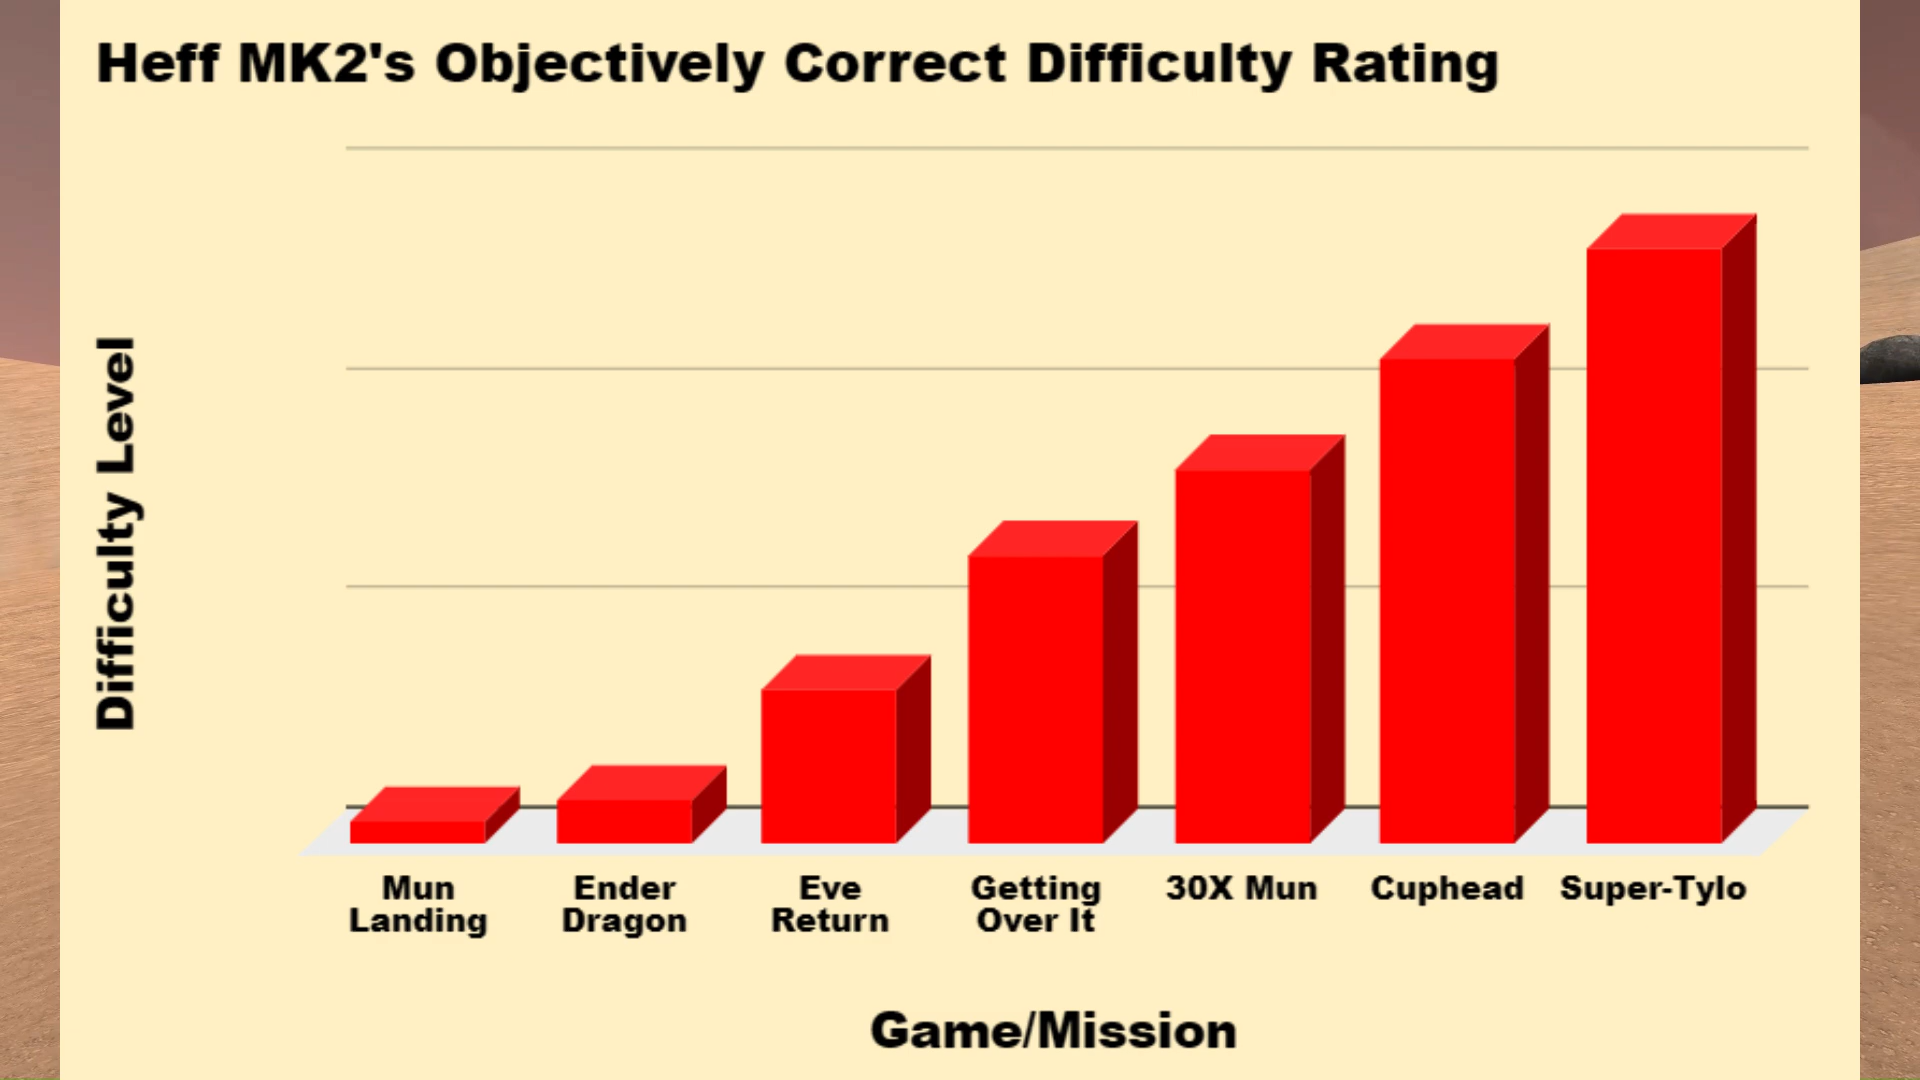 Heff MK2's Objectively Correct Difficulty Rating
Difficulty Level
Mun
Landing
Ender
Dragon
Eve
Return
Getting
Over It
30X Mun
Cuphead
Super-Tylo
Game/Mission